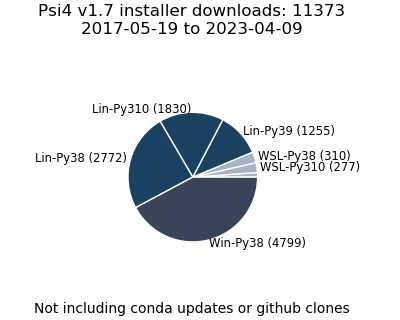 Psi4 v1.7 installer downloads: 11373
2017-05-19 to 2023-04-09
Lin-Py310 (1830)
Lin-Py39 (1255)
Lin-Py38 (2772)
WSL-Py38 (310)
WSL-Py310 (277)
Win-Py38 (4799)
Not including conda updates or github clones